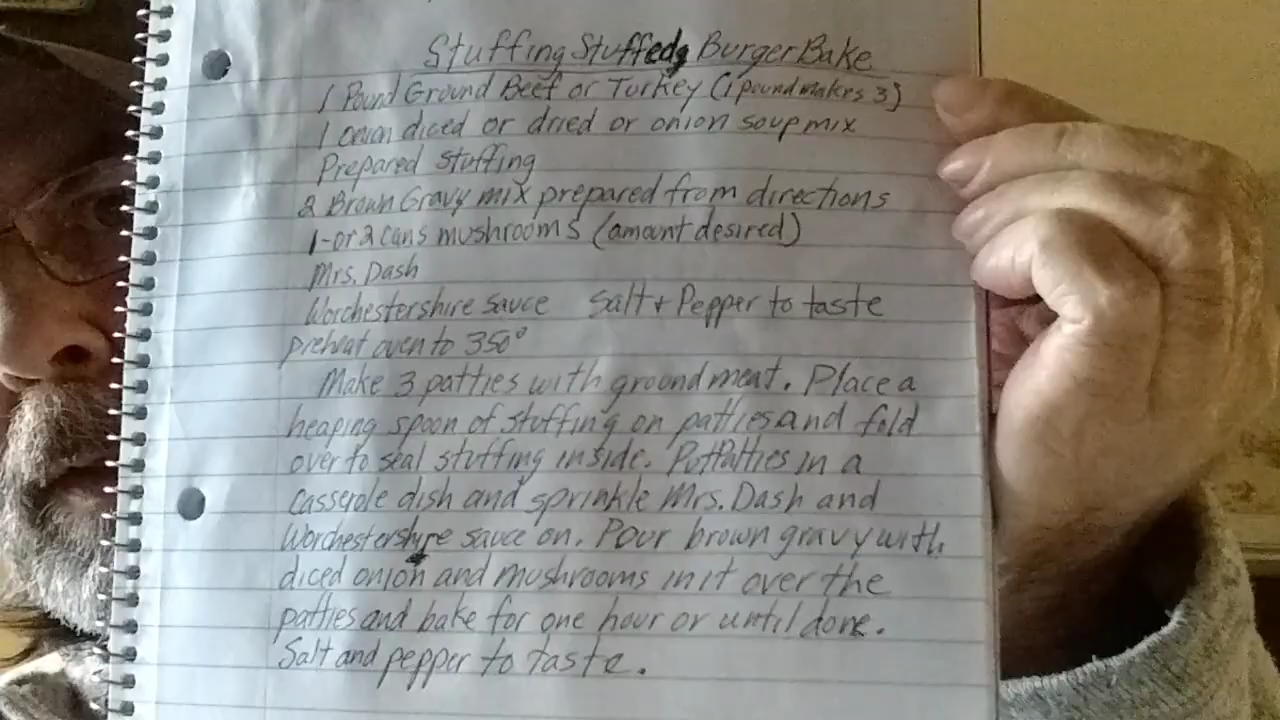 Stuffing Stuffed Burger Bake
1 Pound Ground Beef or Turkey (1 pound makes 3)
1 onion diced or dried or onion soup mix
Prepared Stuffing
2 Brown Gravy mix prepared from directions
1-or 2 cans mushrooms (amount desired)
Mrs. Dash
Worchestershire sauce Salt + Pepper to taste
preheat oven to 350°
Make 3 patties with ground meat. Place a
heaping spoon of stuffing on patties and fold
over to seal stuffing inside. Put Patties in a
casserole dish and sprinkle Mrs. Dash and
Worchestershyre sauce on. Pour brown gravy with
diced onion and mushrooms in it over the
patties and bake for one hour or until done.
Salt and pepper to taste.